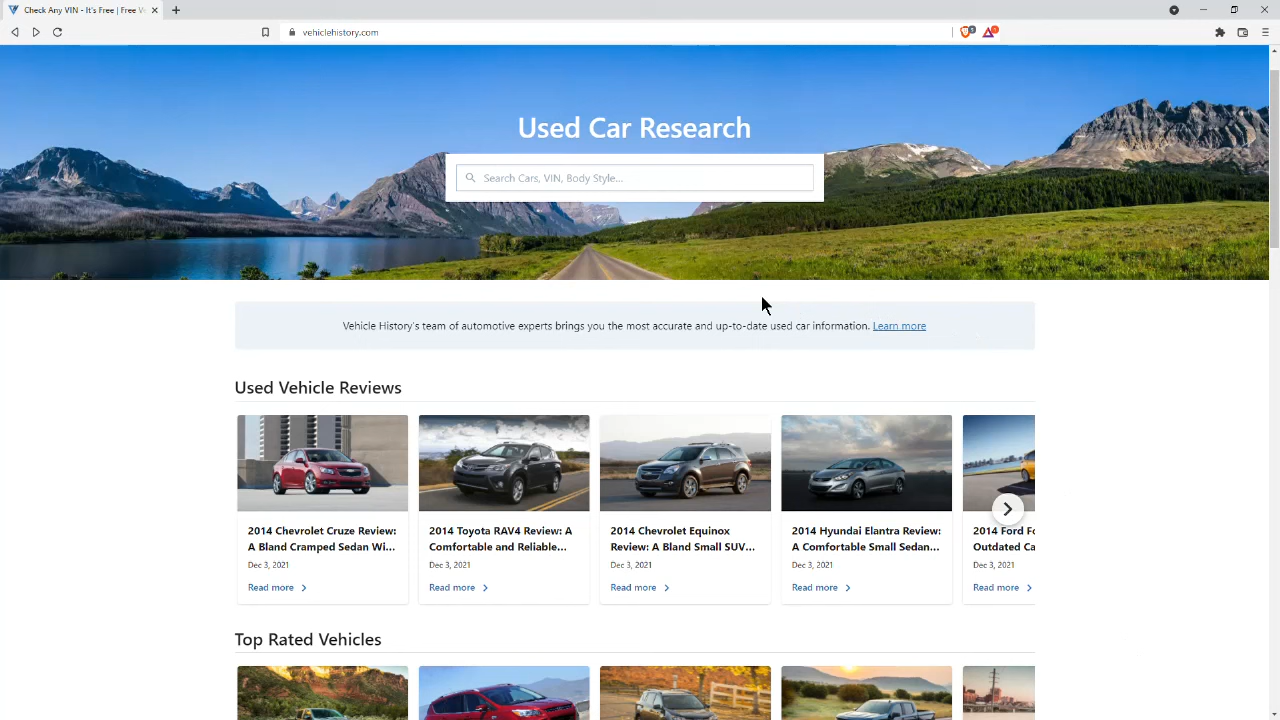 Check Any VIN - It's Free | Free V
vehiclehistory.com
Used Car Research
Search Cars, VIN, Body Style...
Vehicle History's team of automotive experts brings you the most accurate and up-to-date used car information. Learn more
Used Vehicle Reviews
2014 Chevrolet Cruze Review:
A Bland Cramped Sedan Wi...
Dec 3, 2021
Read more
2014 Toyota RAV4 Review: A
Comfortable and Reliable...
Dec 3, 2021
Read more
2014 Chevrolet Equinox
Review: A Bland Small SUV...
Dec 3, 2021
Read more
2014 Hyundai Elantra Review:
A Comfortable Small Sedan...
Dec 3, 2021
Read more
2014 Ford Fo
Outdated Ca
Dec 3, 2021
Read more
Top Rated Vehicles